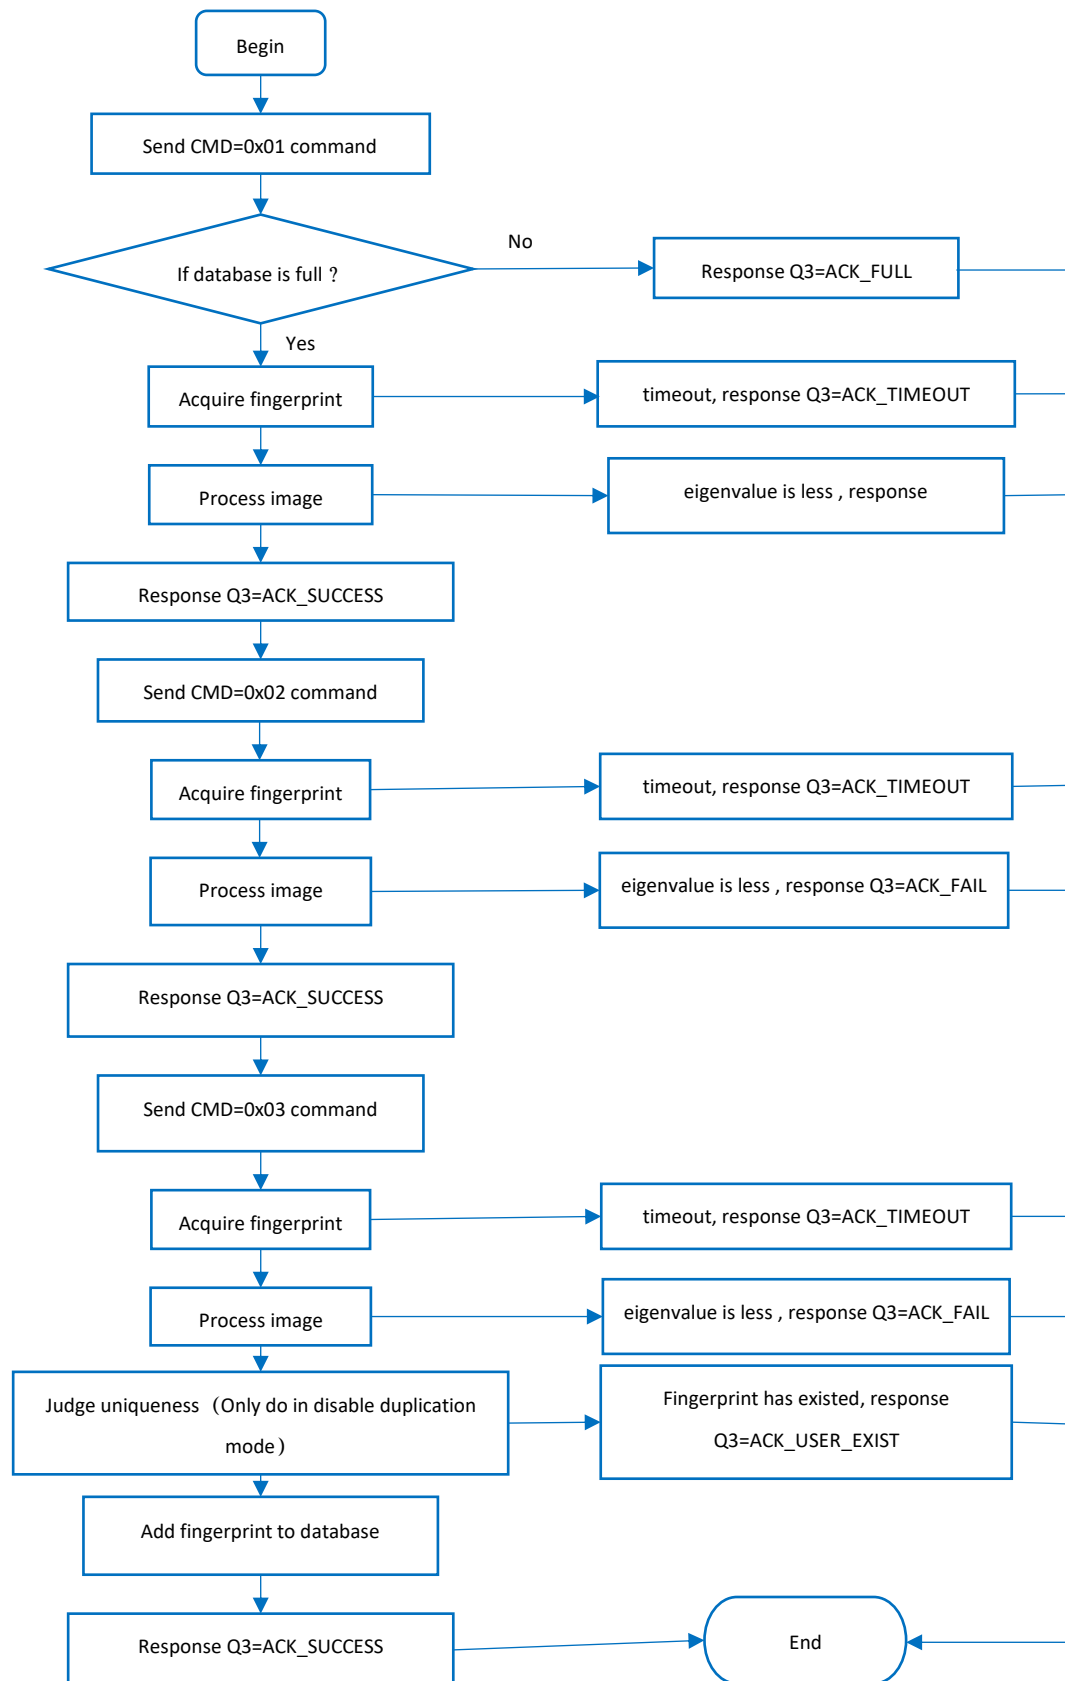 Begin
Send CMD=0x01 command
If database is full？
No
Response Q3=ACK_FULL
Yes
Acquire fingerprint
timeout, response Q3=ACK_TIMEOUT
Process image
eigenvalue is less , response
Response Q3=ACK_SUCCESS
Send CMD=0x02 command
Acquire fingerprint
timeout, response Q3=ACK_TIMEOUT
Process image
eigenvalue is less , response Q3=ACK_FAIL
Response Q3=ACK_SUCCESS
Send CMD=0x03 command
Acquire fingerprint
timeout, response Q3=ACK_TIMEOUT
Process image
eigenvalue is less , response Q3=ACK_FAIL
Judge uniqueness（Only do in disable duplication
mode）
Fingerprint has existed, response
Q3=ACK_USER_EXIST
Add fingerprint to database
Response Q3=ACK_SUCCESS
End